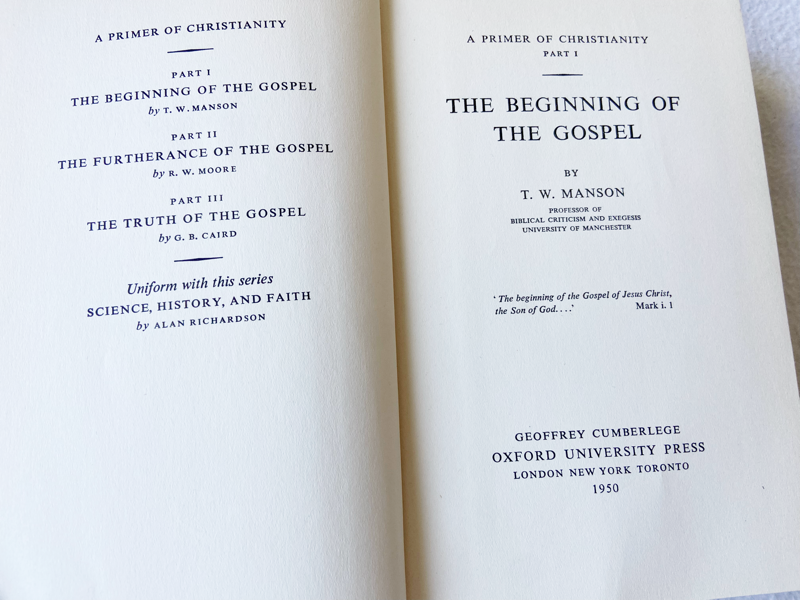 A PRIMER OF CHRISTIANITY
PART I
THE BEGINNING OF THE GOSPEL
by T. W. MANSON
PART II
THE FURTHERANCE OF THE GOSPEL
by R. W. MOORE
PART III
THE TRUTH OF THE GOSPEL
by G. B. CAIRD
Uniform with this series
SCIENCE, HISTORY, AND FAITH
by ALAN RICHARDSON
A PRIMER OF CHRISTIANITY
PART I
THE BEGINNING OF
THE GOSPEL
BY
T. W. MANSON
PROFESSOR OF
BIBLICAL CRITICISM AND EXEGESIS
UNIVERSITY OF MANCHESTER
‘ The beginning of the Gospel of Jesus Christ,
the Son of God. . . .’ Mark i. 1
GEOFFREY CUMBERLEGE
OXFORD UNIVERSITY PRESS
LONDON NEW YORK TORONTO
1950